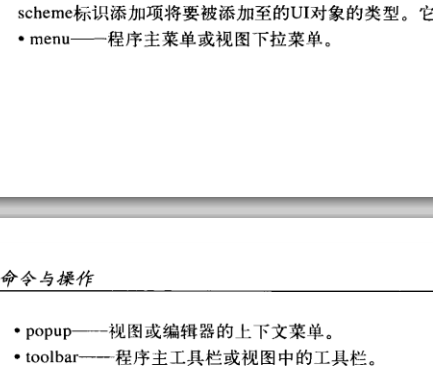 scheme标识添加项将要被添加至的UI对象的类型。它
• menu——程序主菜单或视图下拉菜单。
命令与操作
• popup——视图或编辑器的上下文菜单。
• toolbar——程序主工具栏或视图中的工具栏。